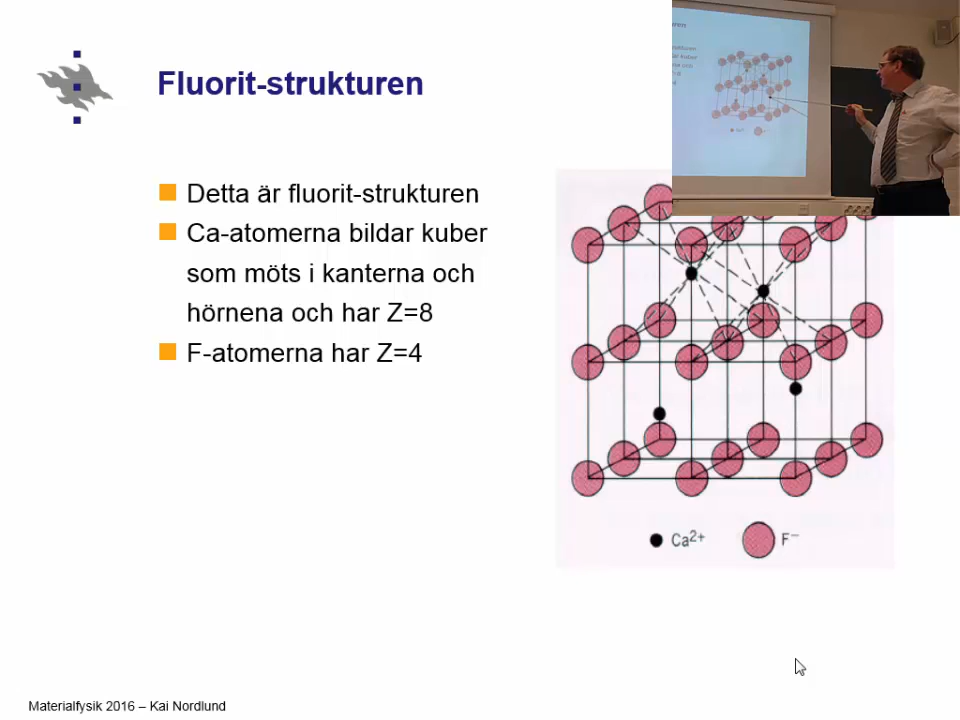 Fluorit-strukturen
Detta är fluorit-strukturen
Ca-atomerna bildar kuber
som möts i kanterna och
hörnena och har Z=8
F-atomerna har Z=4
Ca2+
F−
Materialfysik 2016 – Kai Nordlund